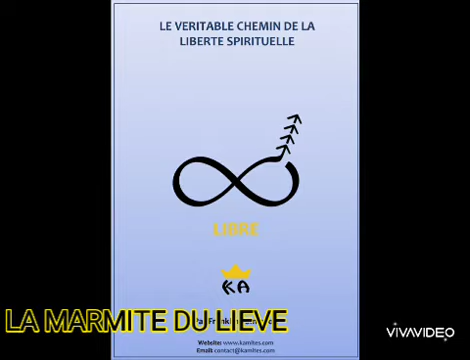 LE VERITABLE CHEMIN DE LA
LIBERTE SPIRITUELLE
LIBRE
KA
LA MARMITE DU LIEVE
Website: www.kamites.com
Email: contact@kamites.com
VIVAVIDEO